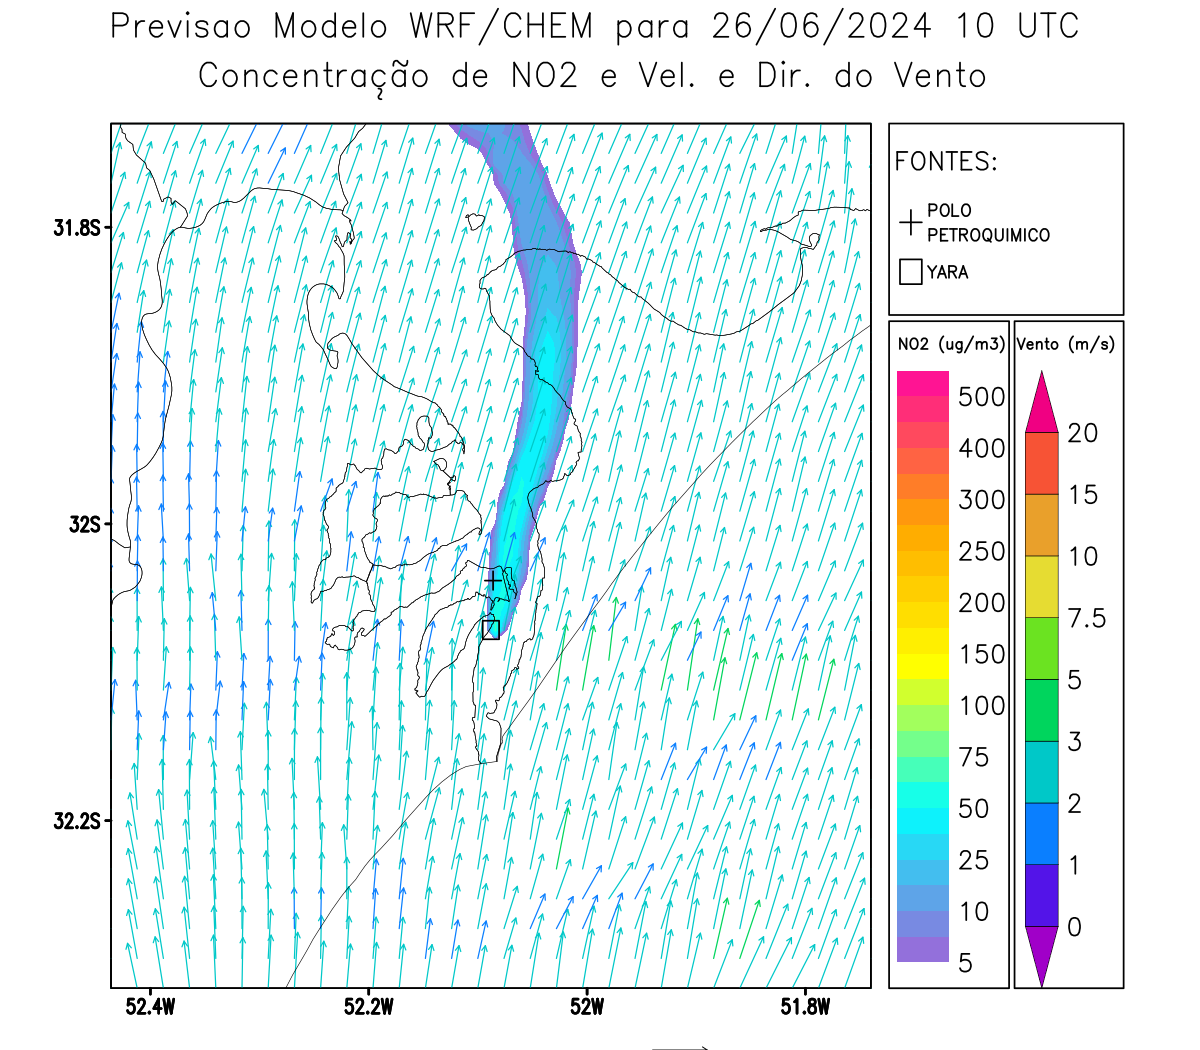 Previsao Modelo WRF/CHEM para 26/06/2024 10 UTC
Concentração de NO2 e Vel. e Dir. do Vento
FONTES:
POLO
PETROQUIMICO
YARA
NO2 (ug/m3)
500
400
300
250
200
150
100
75
50
25
10
5
Vento (m/s)
20
15
10
7.5
5
3
2
1
0
31.8S
32S
32.2S
52.4W
52.2W
52W
51.8W